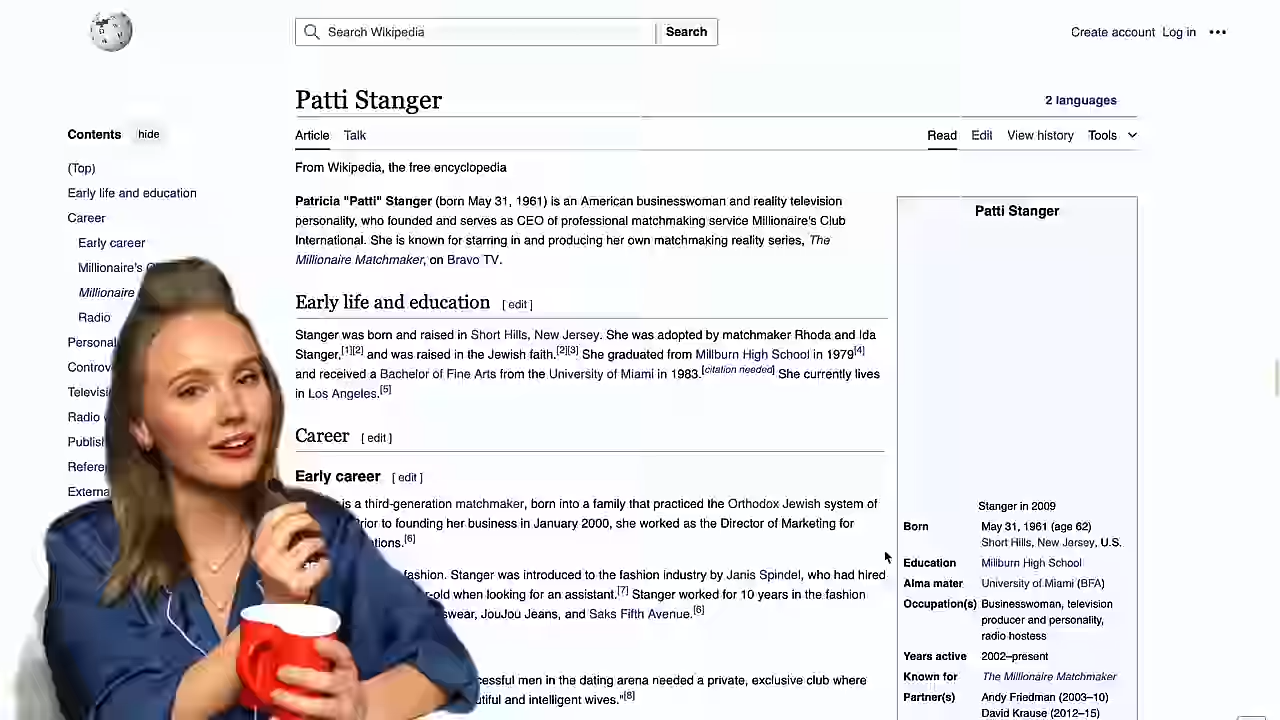 Search Wikipedia
Search
Create account
Log in
Patti Stanger
2 languages
Contents
hide
Article
Talk
Read
Edit
View history
Tools
(Top)
Early life and education
Career
Early career
Millionaire's
Millionaire
Radio
Personal
Radio
From Wikipedia, the free encyclopedia
Patricia "Patti" Stanger (born May 31, 1961) is an American businesswoman and reality television
personality, who founded and serves as CEO of professional matchmaking service Millionaire's Club
International. She is known for starring in and producing her own matchmaking reality series, The
Millionaire Matchmaker, on Bravo TV.
Early life and education [ edit ]
Stanger was born and raised in Short Hills, New Jersey. She was adopted by matchmaker Rhoda and Ida
Stanger,[1][2] and was raised in the Jewish faith.[2][3] She graduated from Millburn High School in 1979[4]
and received a Bachelor of Fine Arts from the University of Miami in 1983.[citation needed] She currently lives
in Los Angeles.[5]
Career [ edit ]
Early career [ edit ]
is a third-generation matchmaker, born into a family that practiced the Orthodox Jewish system of
rior to founding her business in January 2000, she worked as the Director of Marketing for
tions.[6]
fashion. Stanger was introduced to the fashion industry by Janis Spindel, who had hired
r-old when looking for an assistant.[7] Stanger worked for 10 years in the fashion
swear, JouJou Jeans, and Saks Fifth Avenue.[6]
cessful men in the dating arena needed a private, exclusive club where
utiful and intelligent wives."[8]
Patti Stanger
Stanger in 2009
Born May 31, 1961 (age 62)
Short Hills, New Jersey, U.S.
Education Millburn High School
Alma mater University of Miami (BFA)
Occupation(s) Businesswoman, television
producer and personality,
radio hostess
Years active 2002–present
Known for The Millionaire Matchmaker
Partner(s) Andy Friedman (2003–10)
David Krause (2012–15)